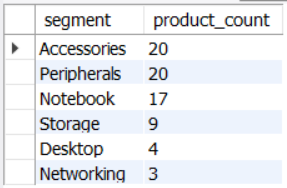 segment product_count
Accessories 20
Peripherals 20
Notebook 17
Storage 9
Desktop 4
Networking 3